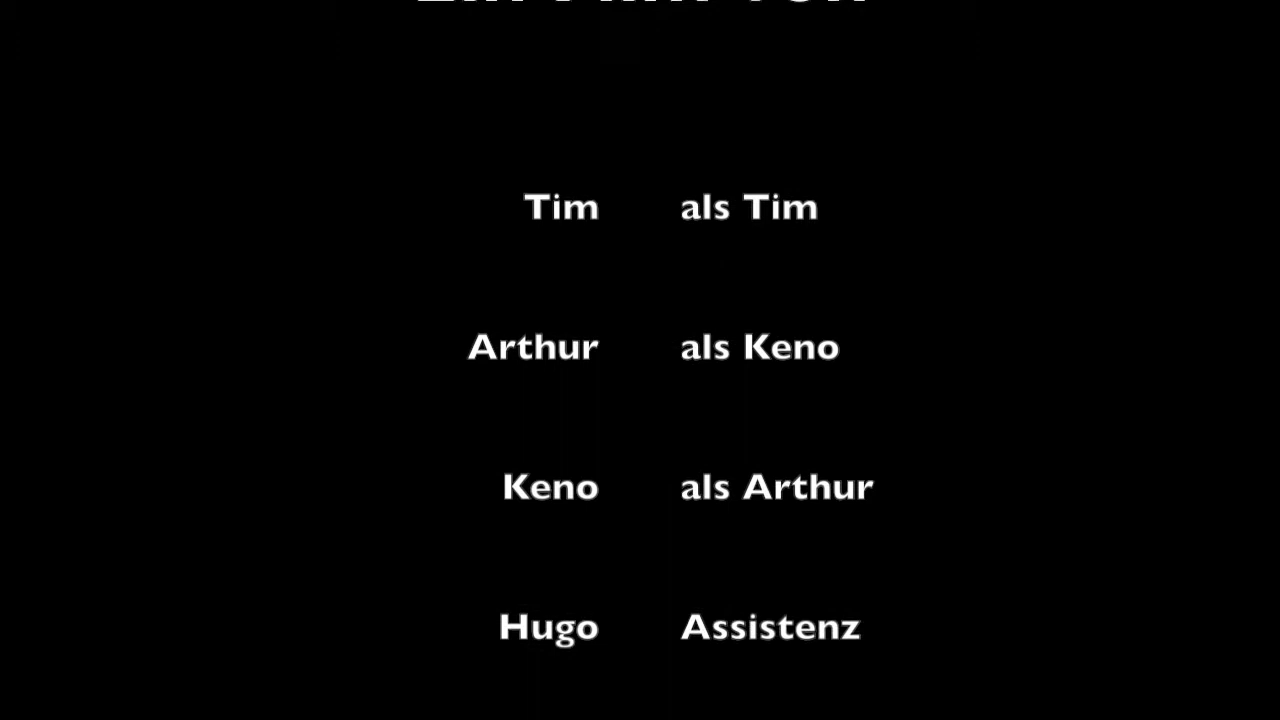 Tim als Tim
Arthur als Keno
Keno als Arthur
Hugo Assistenz